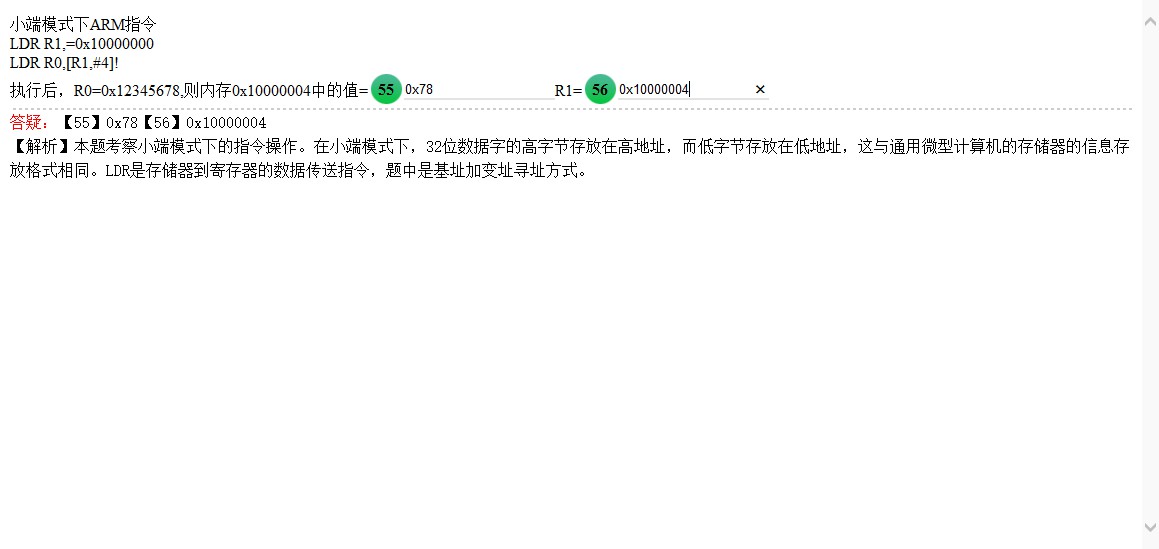 小端模式下ARM指令
LDR R1,=0x10000000
LDR R0,[R1,#4]!
执行后，R0=0x12345678,则内存0x10000004中的值= 55 0x78 R1= 56 0x10000004 ×
答疑：【55】0x78【56】0x10000004
【解析】本题考察小端模式下的指令操作。在小端模式下，32位数据字的高字节存放在高地址，而低字节存放在低地址，这与通用微型计算机的存储器的信息存
放格式相同。LDR是存储器到寄存器的数据传送指令，题中是基址加变址寻址方式。